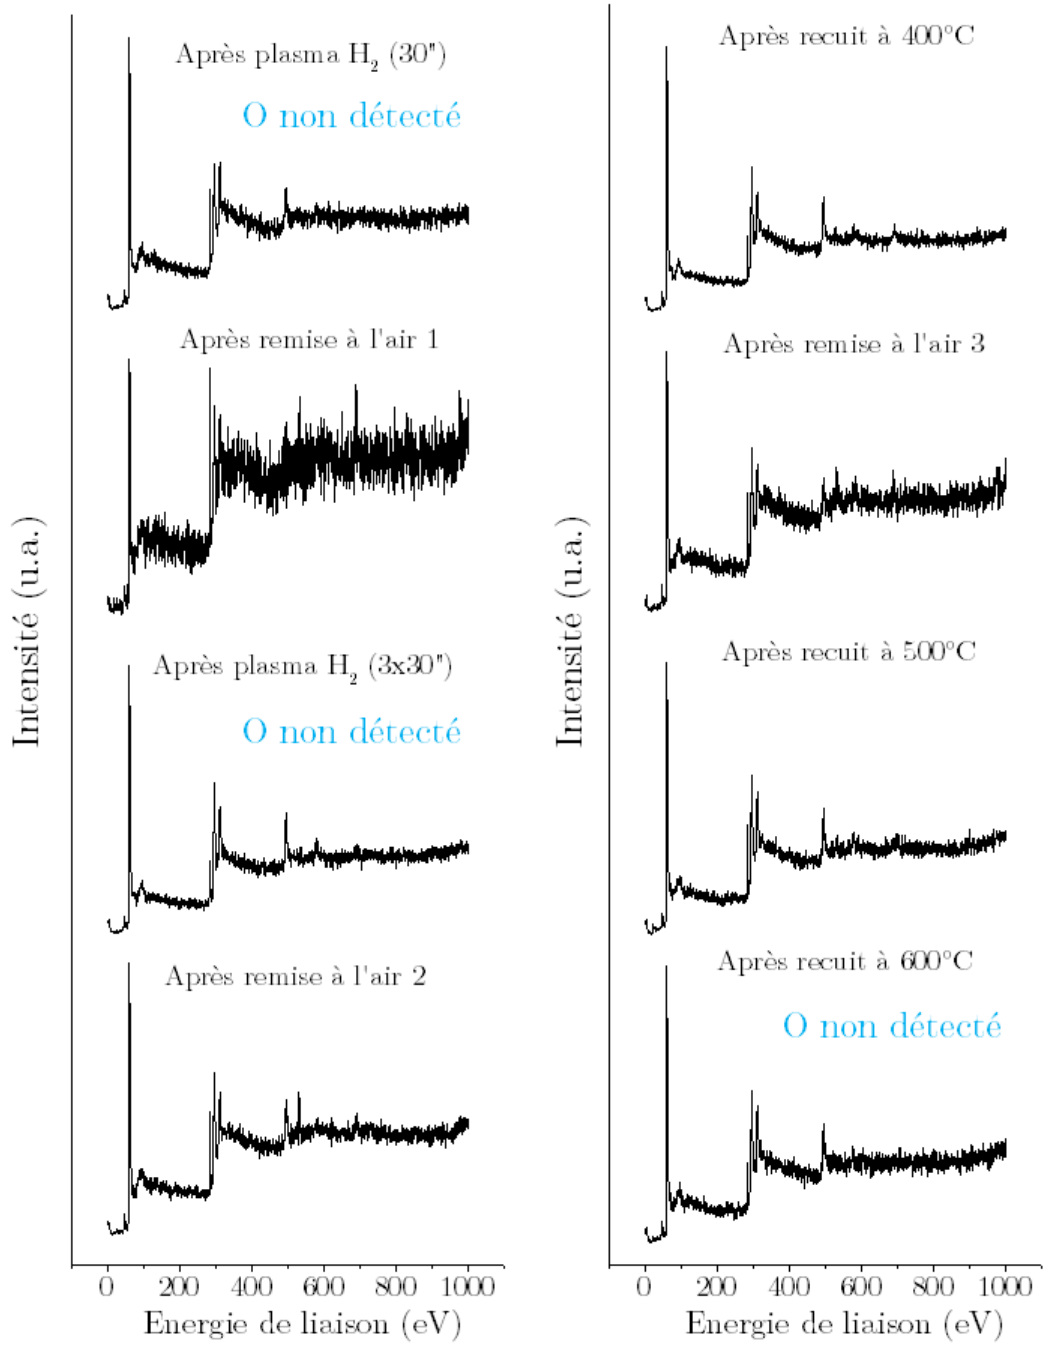 Après plasma H2 (30")
O non détecté
Après remise à l'air 1
Après plasma H2 (3x30")
O non détecté
Après remise à l'air 2
Intensité (u.a.)
0 200 400 600 800 1000
Energie de liaison (eV)
Après recuit à 400°C
Après remise à l'air 3
Après recuit à 500°C
Après recuit à 600°C
O non détecté
Intensité (u.a.)
0 200 400 600 800 1000
Energie de liaison (eV)